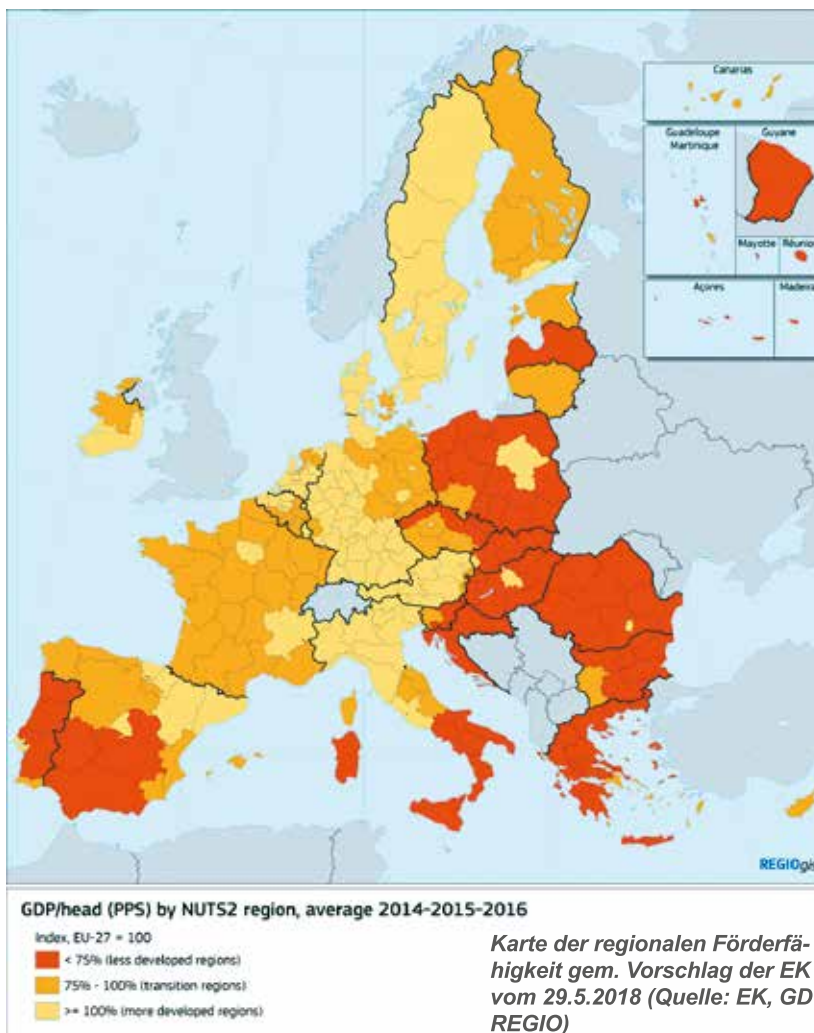 Canarias
Guadeloupe
Martinique
Guyane
Mayotte
Réunion
Açores
Madeira
REGIOgis
GDP/head (PPS) by NUTS2 region, average 2014-2015-2016
Index, EU-27 = 100
< 75% (less developed regions)
75% - 100% (transition regions)
>= 100% (more developed regions)
Karte der regionalen Förderfä-
higkeit gem. Vorschlag der EK
vom 29.5.2018 (Quelle: EK, GD
REGIO)